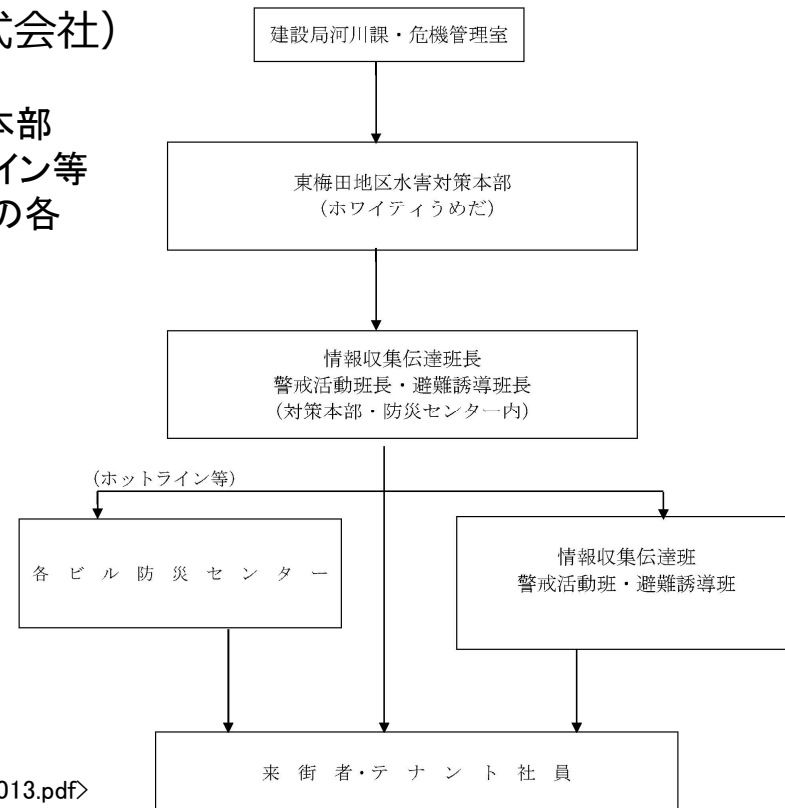 式会社）
建設局河川課・危機管理室
本部
イン等
の各
東梅田地区水害対策本部
（ホワイティうめだ）
情報収集伝達班長
警戒活動班長・避難誘導班長
（対策本部・防災センター内）
（ホットライン等）
各ビル防災センター
情報収集伝達班
警戒活動班・避難誘導班
来街者・テナント社員
013.pdf>